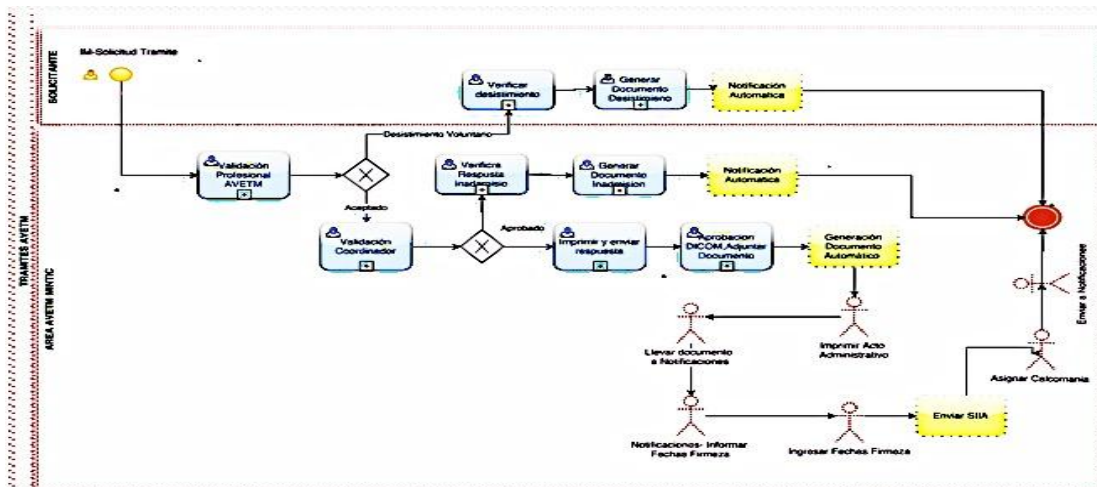 IM-Solicitud Tramite
SOLICITANTE
Verificar
desistimiento
Generar
Documento
Desistimieno
Notificación
Automatica
Desistimiento Voluntario
TRAMITES AVETM
AREA AVETM MINTIC
Validación
Profesional
AVETM
Verificra
Respusta
Inadamisio
Generar
Documento
Inadmision
Notificación
Automatica
Aceptado
Validación
Coordinador
Aprobado
Imprimir y enviar
respuesta
Aprobacion
DICOM,Adjuntar
Documento
Generación
Documento
Automático
Enviar a Notificaciones
Llevar documento
a Notificaciones
Imprimir Acto
Administrativo
Asignar Calcomania
Notificaciones- Informar
Fechas Firmeza
Ingresar Fechas Firmeza
Enviar SIIA